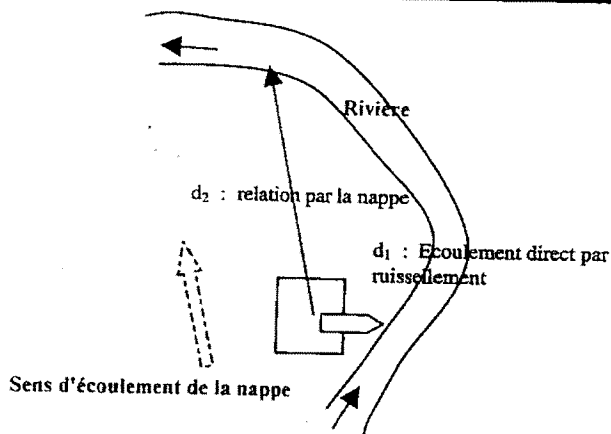 Rivière
d₂ : relation par la nappe
d₁ : Ecoulement direct par
ruissellement
Sens d'écoulement de la nappe